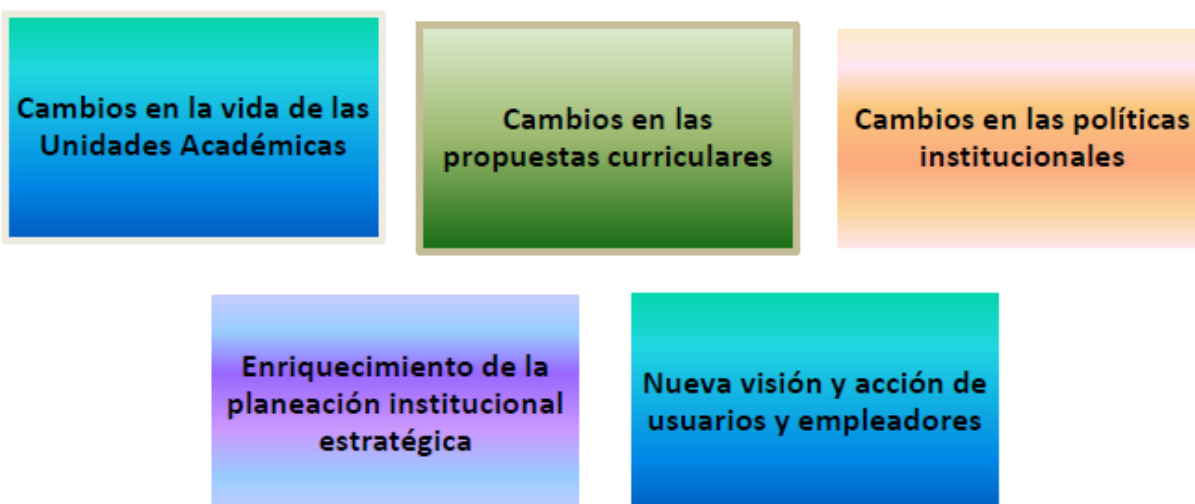 Cambios en la vida de las
Unidades Académicas
Cambios en las
propuestas curriculares
Cambios en las políticas
institucionales
Enriquecimiento de la
planeación institucional
estratégica
Nueva visión y acción de
usuarios y empleadores